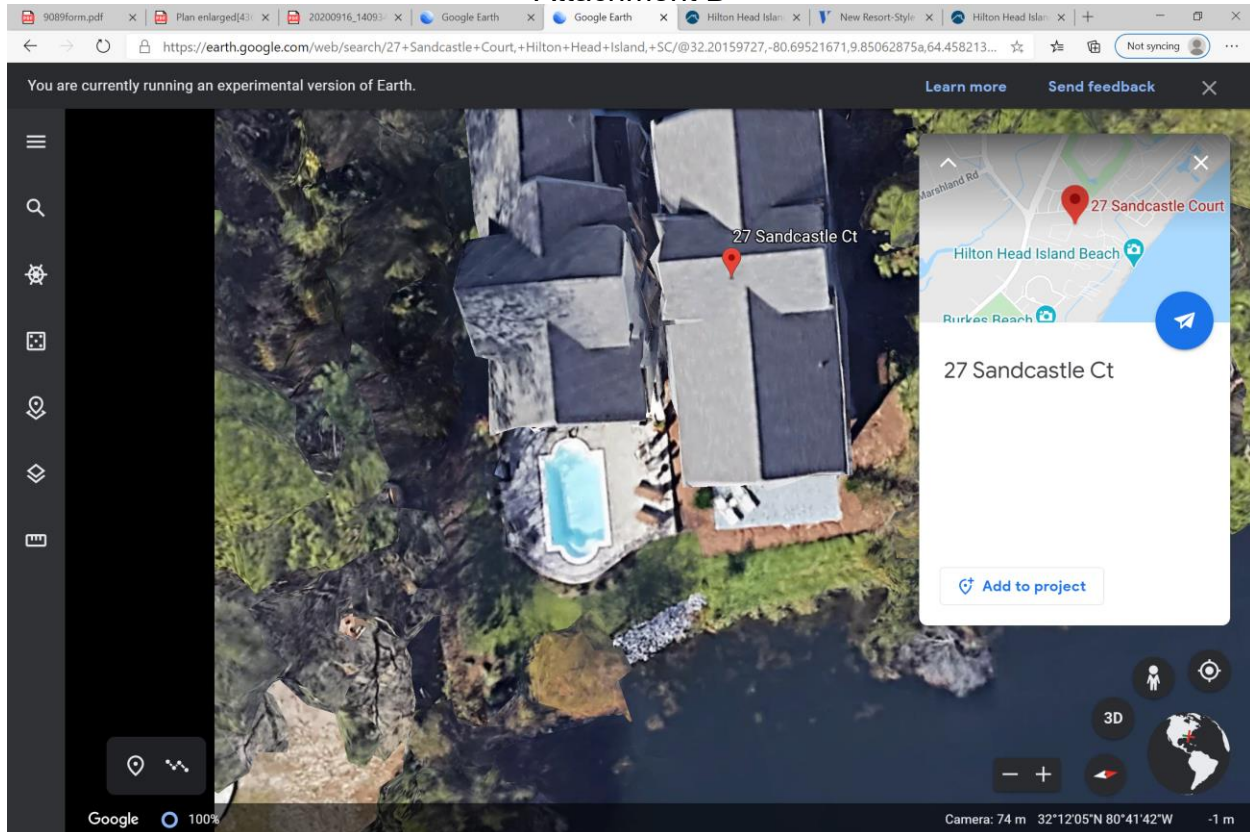 9089form.pdf
Plan enlarged[43(
20200916_14093
Google Earth
Google Earth
Hilton Head Islan
New Resort-Style
Hilton Head Islan
https://earth.google.com/web/search/27+Sandcastle+Court,+Hilton+Head+Island,+SC/@32.20159727,-80.69521671,9.85062875a,64.458213...
Not syncing
You are currently running an experimental version of Earth.
Learn more
Send feedback
27 Sandcastle Ct
Marshland Rd
27 Sandcastle Court
Hilton Head Island Beach
Burkes Beach
27 Sandcastle Ct
Add to project
3D
Google
100%
Camera: 74 m 32°12'05"N 80°41'42"W -1 m